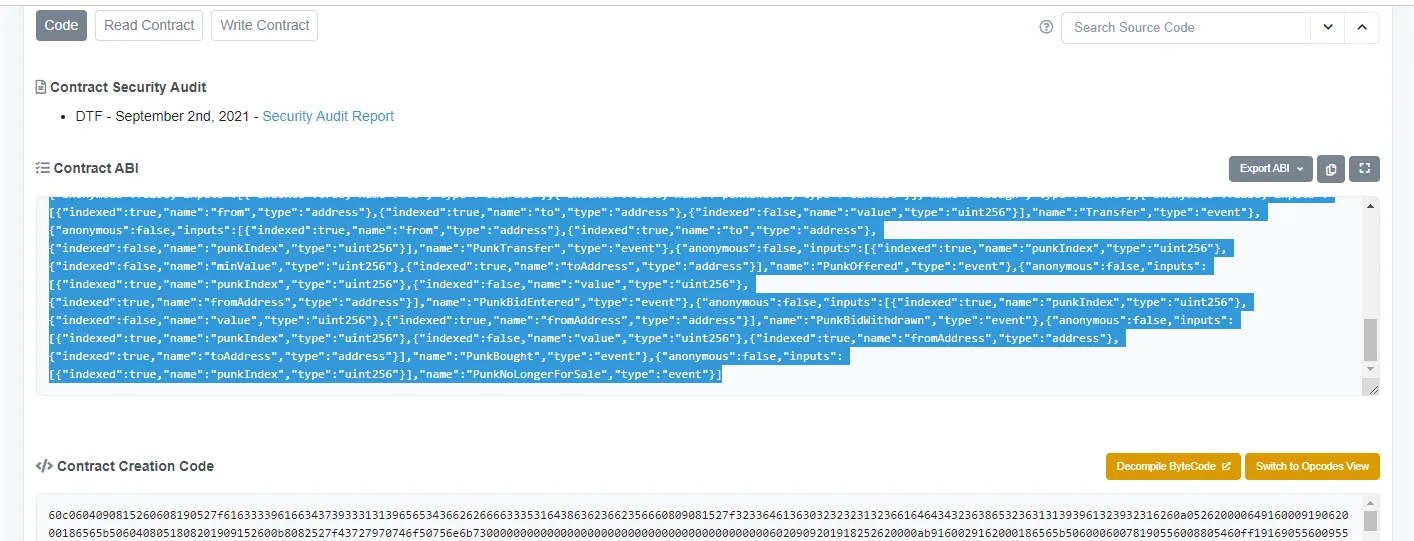 Code Read Contract Write Contract Search Source Code
Contract Security Audit
• DTF - September 2nd, 2021 - Security Audit Report
Contract ABI Export ABI
[{"indexed":true,"name":"from","type":"address"},{"indexed":true,"name":"to","type":"address"},{"indexed":false,"name":"value","type":"uint256"}],"name":"Transfer","type":"event"},
{"anonymous":false,"inputs":[{"indexed":true,"name":"from","type":"address"},{"indexed":true,"name":"to","type":"address"},
{"indexed":false,"name":"punkIndex","type":"uint256"}],"name":"PunkTransfer","type":"event"},{"anonymous":false,"inputs":[{"indexed":true,"name":"punkIndex","type":"uint256"},
{"indexed":false,"name":"minValue","type":"uint256"},{"indexed":true,"name":"toAddress","type":"address"}],"name":"PunkOffered","type":"event"},{"anonymous":false,"inputs":
[{"indexed":true,"name":"punkIndex","type":"uint256"},{"indexed":false,"name":"value","type":"uint256"},
{"indexed":true,"name":"fromAddress","type":"address"}],"name":"PunkBidEntered","type":"event"},{"anonymous":false,"inputs":[{"indexed":true,"name":"punkIndex","type":"uint256"},
{"indexed":false,"name":"value","type":"uint256"},{"indexed":true,"name":"fromAddress","type":"address"}],"name":"PunkBidWithdrawn","type":"event"},{"anonymous":false,"inputs":
[{"indexed":true,"name":"punkIndex","type":"uint256"},{"indexed":false,"name":"value","type":"uint256"},{"indexed":true,"name":"fromAddress","type":"address"},
{"indexed":true,"name":"toAddress","type":"address"}],"name":"PunkBought","type":"event"},{"anonymous":false,"inputs":
[{"indexed":true,"name":"punkIndex","type":"uint256"}],"name":"PunkNoLongerForSale","type":"event"}]
Contract Creation Code Decompile ByteCode Switch to Opcodes View